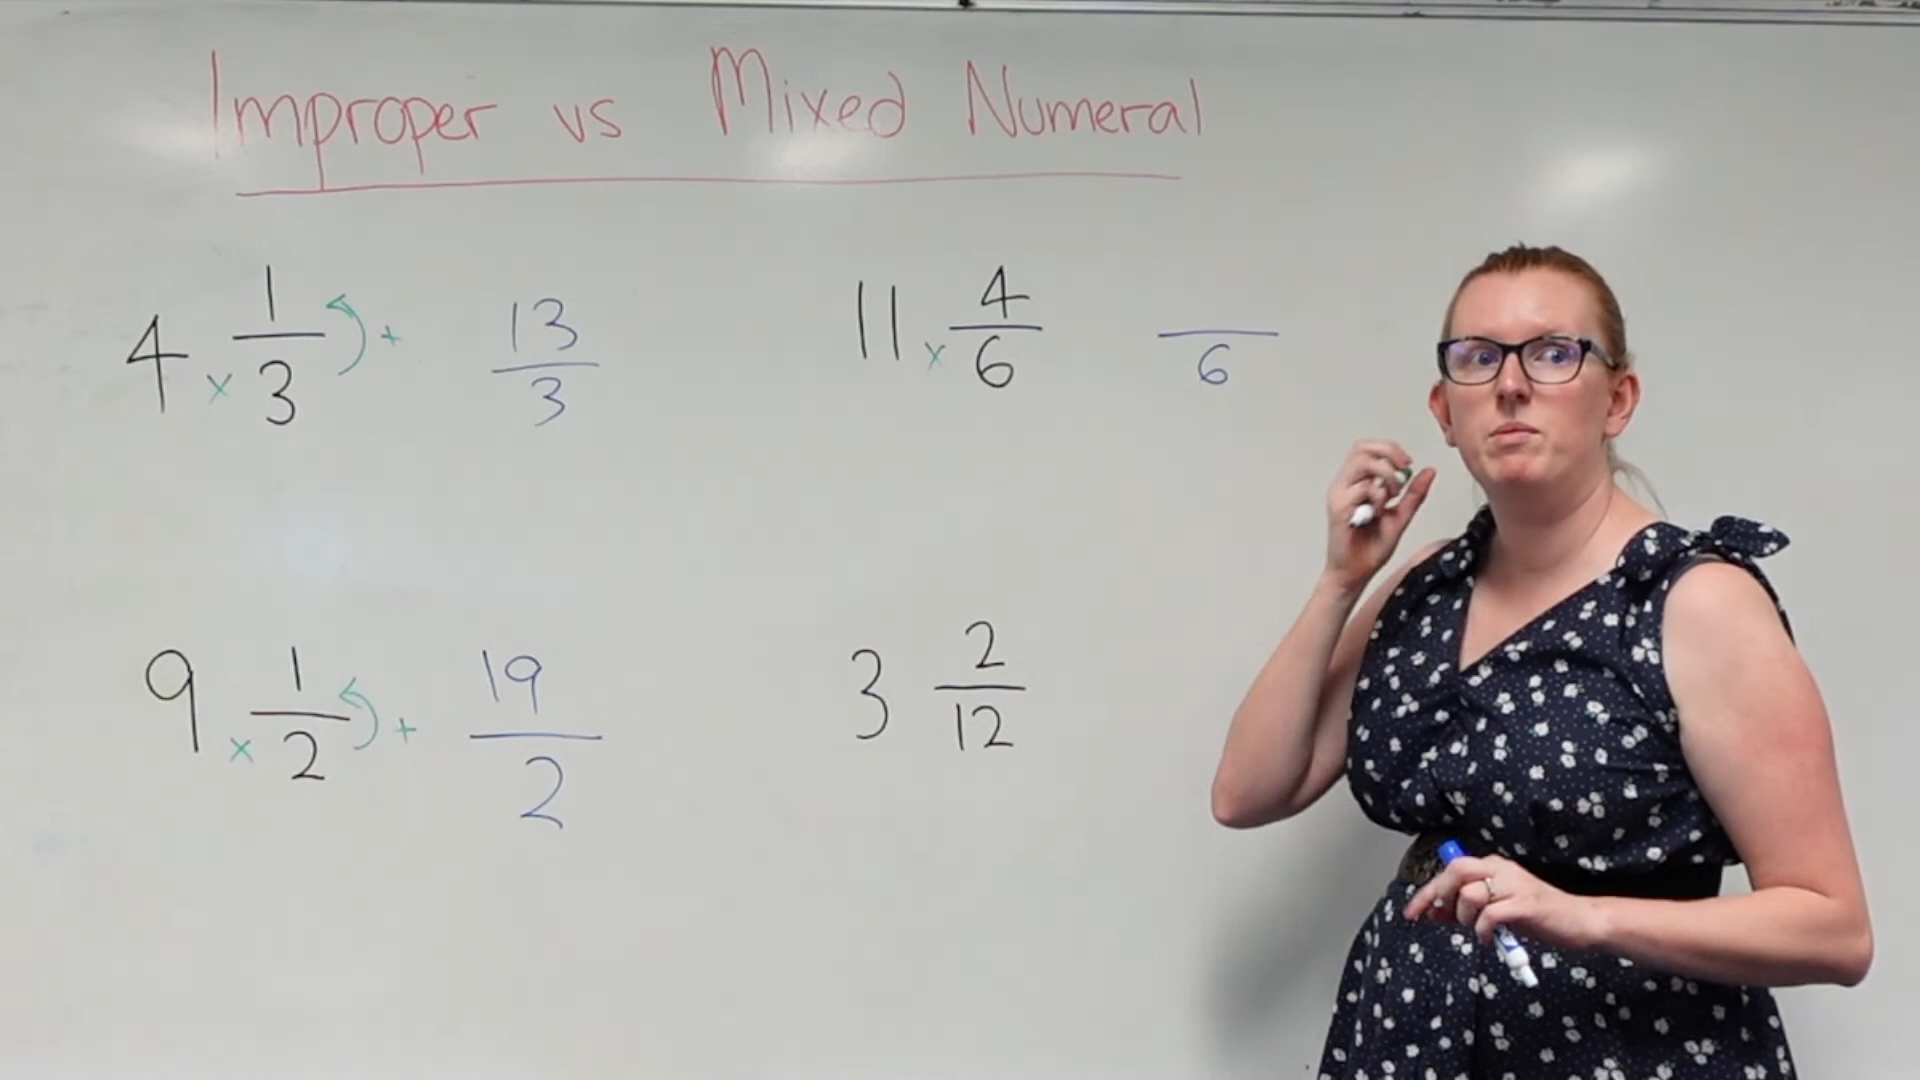 Improper vs Mixed Numeral
4 × 1/3 + 13/3
11 × 4/6 /6
9 × 1/2 + 19/2
3 2/12